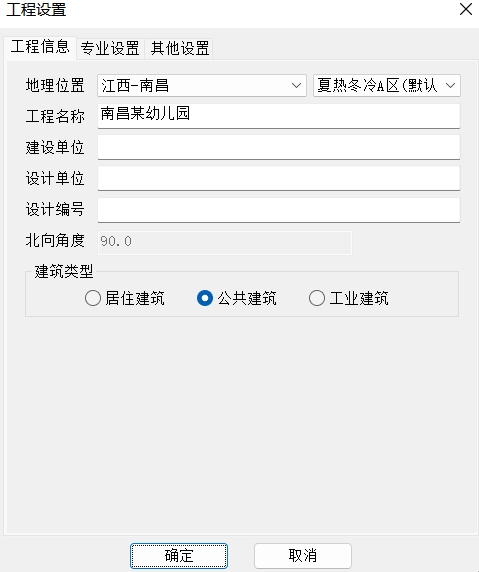 工程设置
工程信息 专业设置 其他设置
地理位置 江西-南昌 夏热冬冷A区(默认
工程名称 南昌某幼儿园
建设单位
设计单位
设计编号
北向角度 90.0
建筑类型
居住建筑 公共建筑 工业建筑
确定 取消